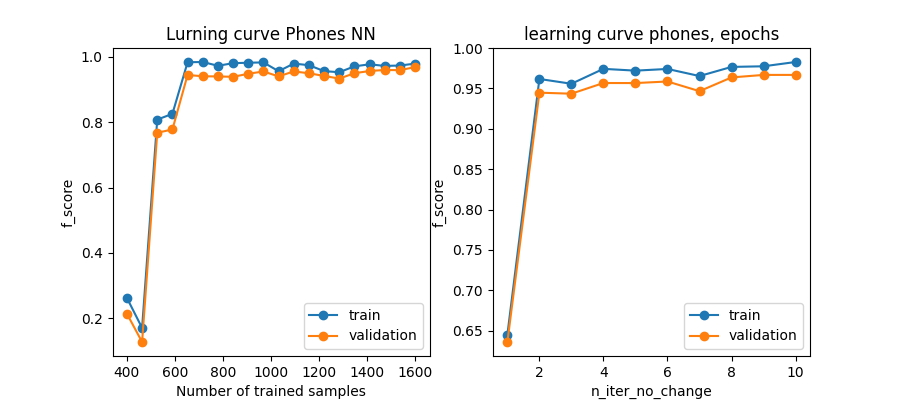 Lurning curve Phones NN
f_score
1.0
0.8
0.6
0.4
0.2
train
validation
400 600 800 1000 1200 1400 1600
Number of trained samples
learning curve phones, epochs
f_score
1.00
0.95
0.90
0.85
0.80
0.75
0.70
0.65
train
validation
2 4 6 8 10
n_iter_no_change